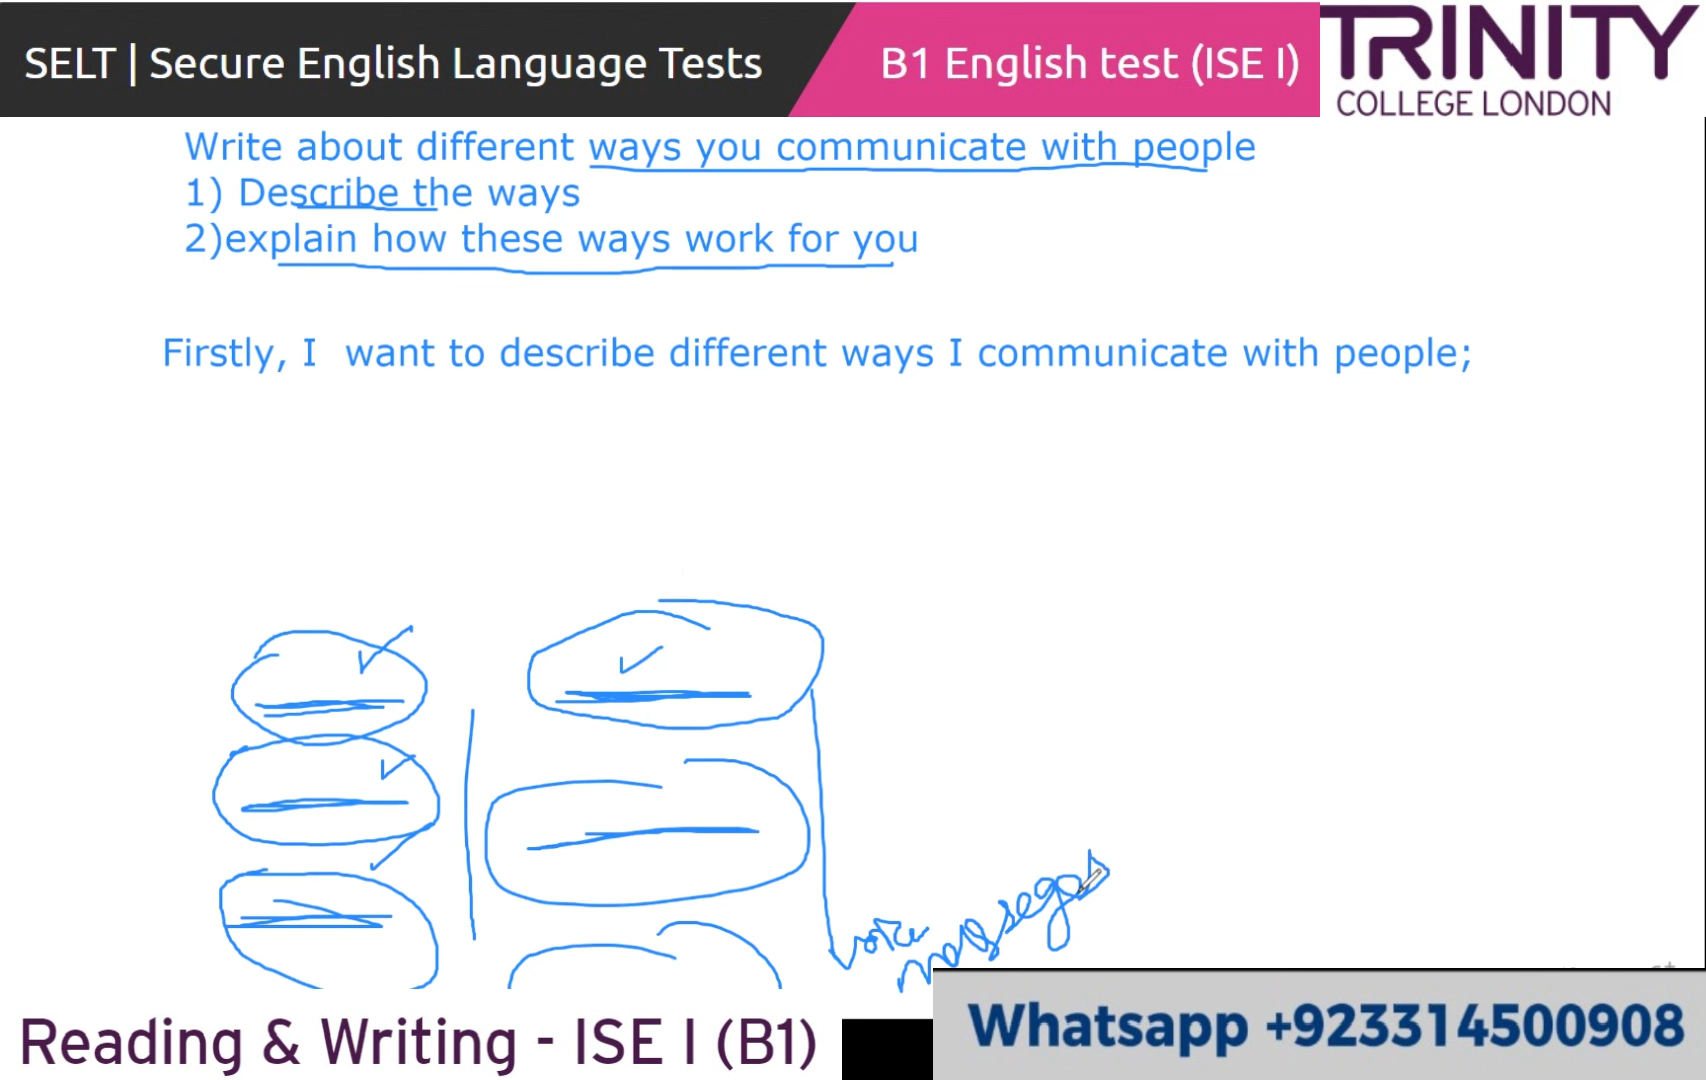 SELT | Secure English Language Tests
B1 English test (ISE I)
TRINITY
COLLEGE LONDON
Write about different ways you communicate with people
1) Describe the ways
2)explain how these ways work for you
Firstly, I want to describe different ways I communicate with people;
voice
Reading & Writing - ISE I (B1)
Whatsapp +923314500908